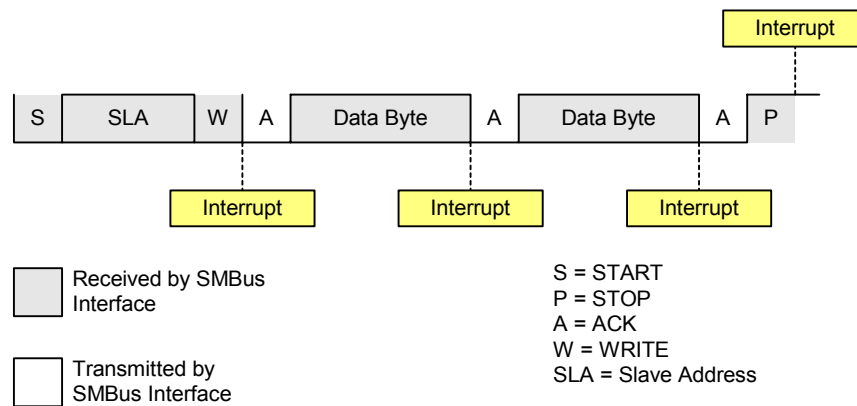 Interrupt
S SLA W A Data Byte A Data Byte A P
Interrupt Interrupt Interrupt
Received by SMBus
Interface
Transmitted by
SMBus Interface
S = START
P = STOP
A = ACK
W = WRITE
SLA = Slave Address